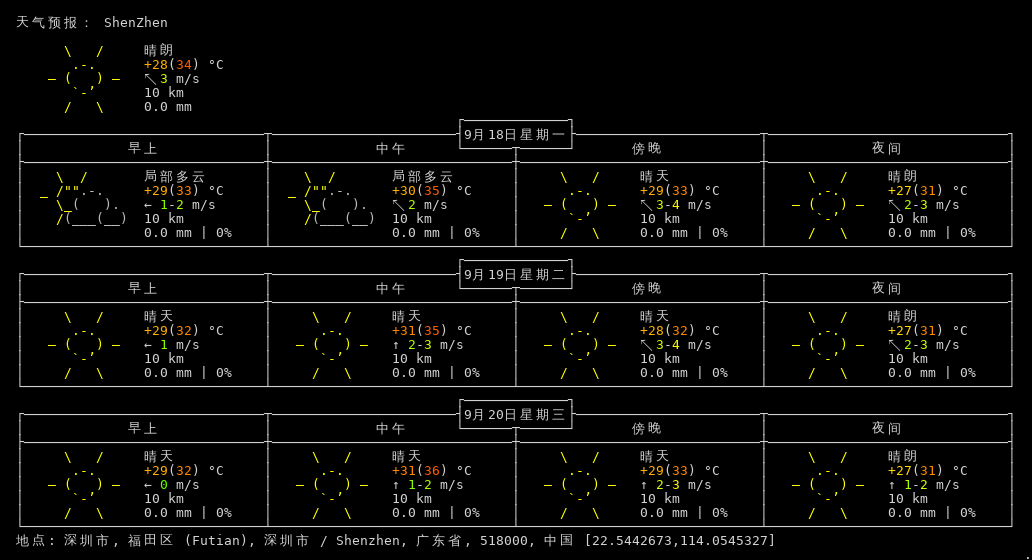 天气预报： ShenZhen
晴朗
+28(34) °C
↖3 m/s
10 km
0.0 mm
9月18日星期一
早上 中午 傍晚 夜间
局部多云 局部多云 晴天 晴朗
+29(33) °C +30(35) °C +29(33) °C +27(31) °C
← 1-2 m/s ↖2 m/s ↖3-4 m/s ↖2-3 m/s
10 km 10 km 10 km 10 km
0.0 mm | 0% 0.0 mm | 0% 0.0 mm | 0% 0.0 mm | 0%
9月19日星期二
早上 中午 傍晚 夜间
晴天 晴天 晴天 晴朗
+29(32) °C +31(35) °C +28(32) °C +27(31) °C
← 1 m/s ↑ 2-3 m/s ↖3-4 m/s ↖2-3 m/s
10 km 10 km 10 km 10 km
0.0 mm | 0% 0.0 mm | 0% 0.0 mm | 0% 0.0 mm | 0%
9月20日星期三
早上 中午 傍晚 夜间
晴天 晴天 晴天 晴朗
+29(32) °C +31(36) °C +29(33) °C +27(31) °C
← 0 m/s ↑ 1-2 m/s ↑ 2-3 m/s ↑ 1-2 m/s
10 km 10 km 10 km 10 km
0.0 mm | 0% 0.0 mm | 0% 0.0 mm | 0% 0.0 mm | 0%
地点: 深圳市, 福田区 (Futian), 深圳市 / Shenzhen, 广东省, 518000, 中国 [22.5442673,114.0545327]